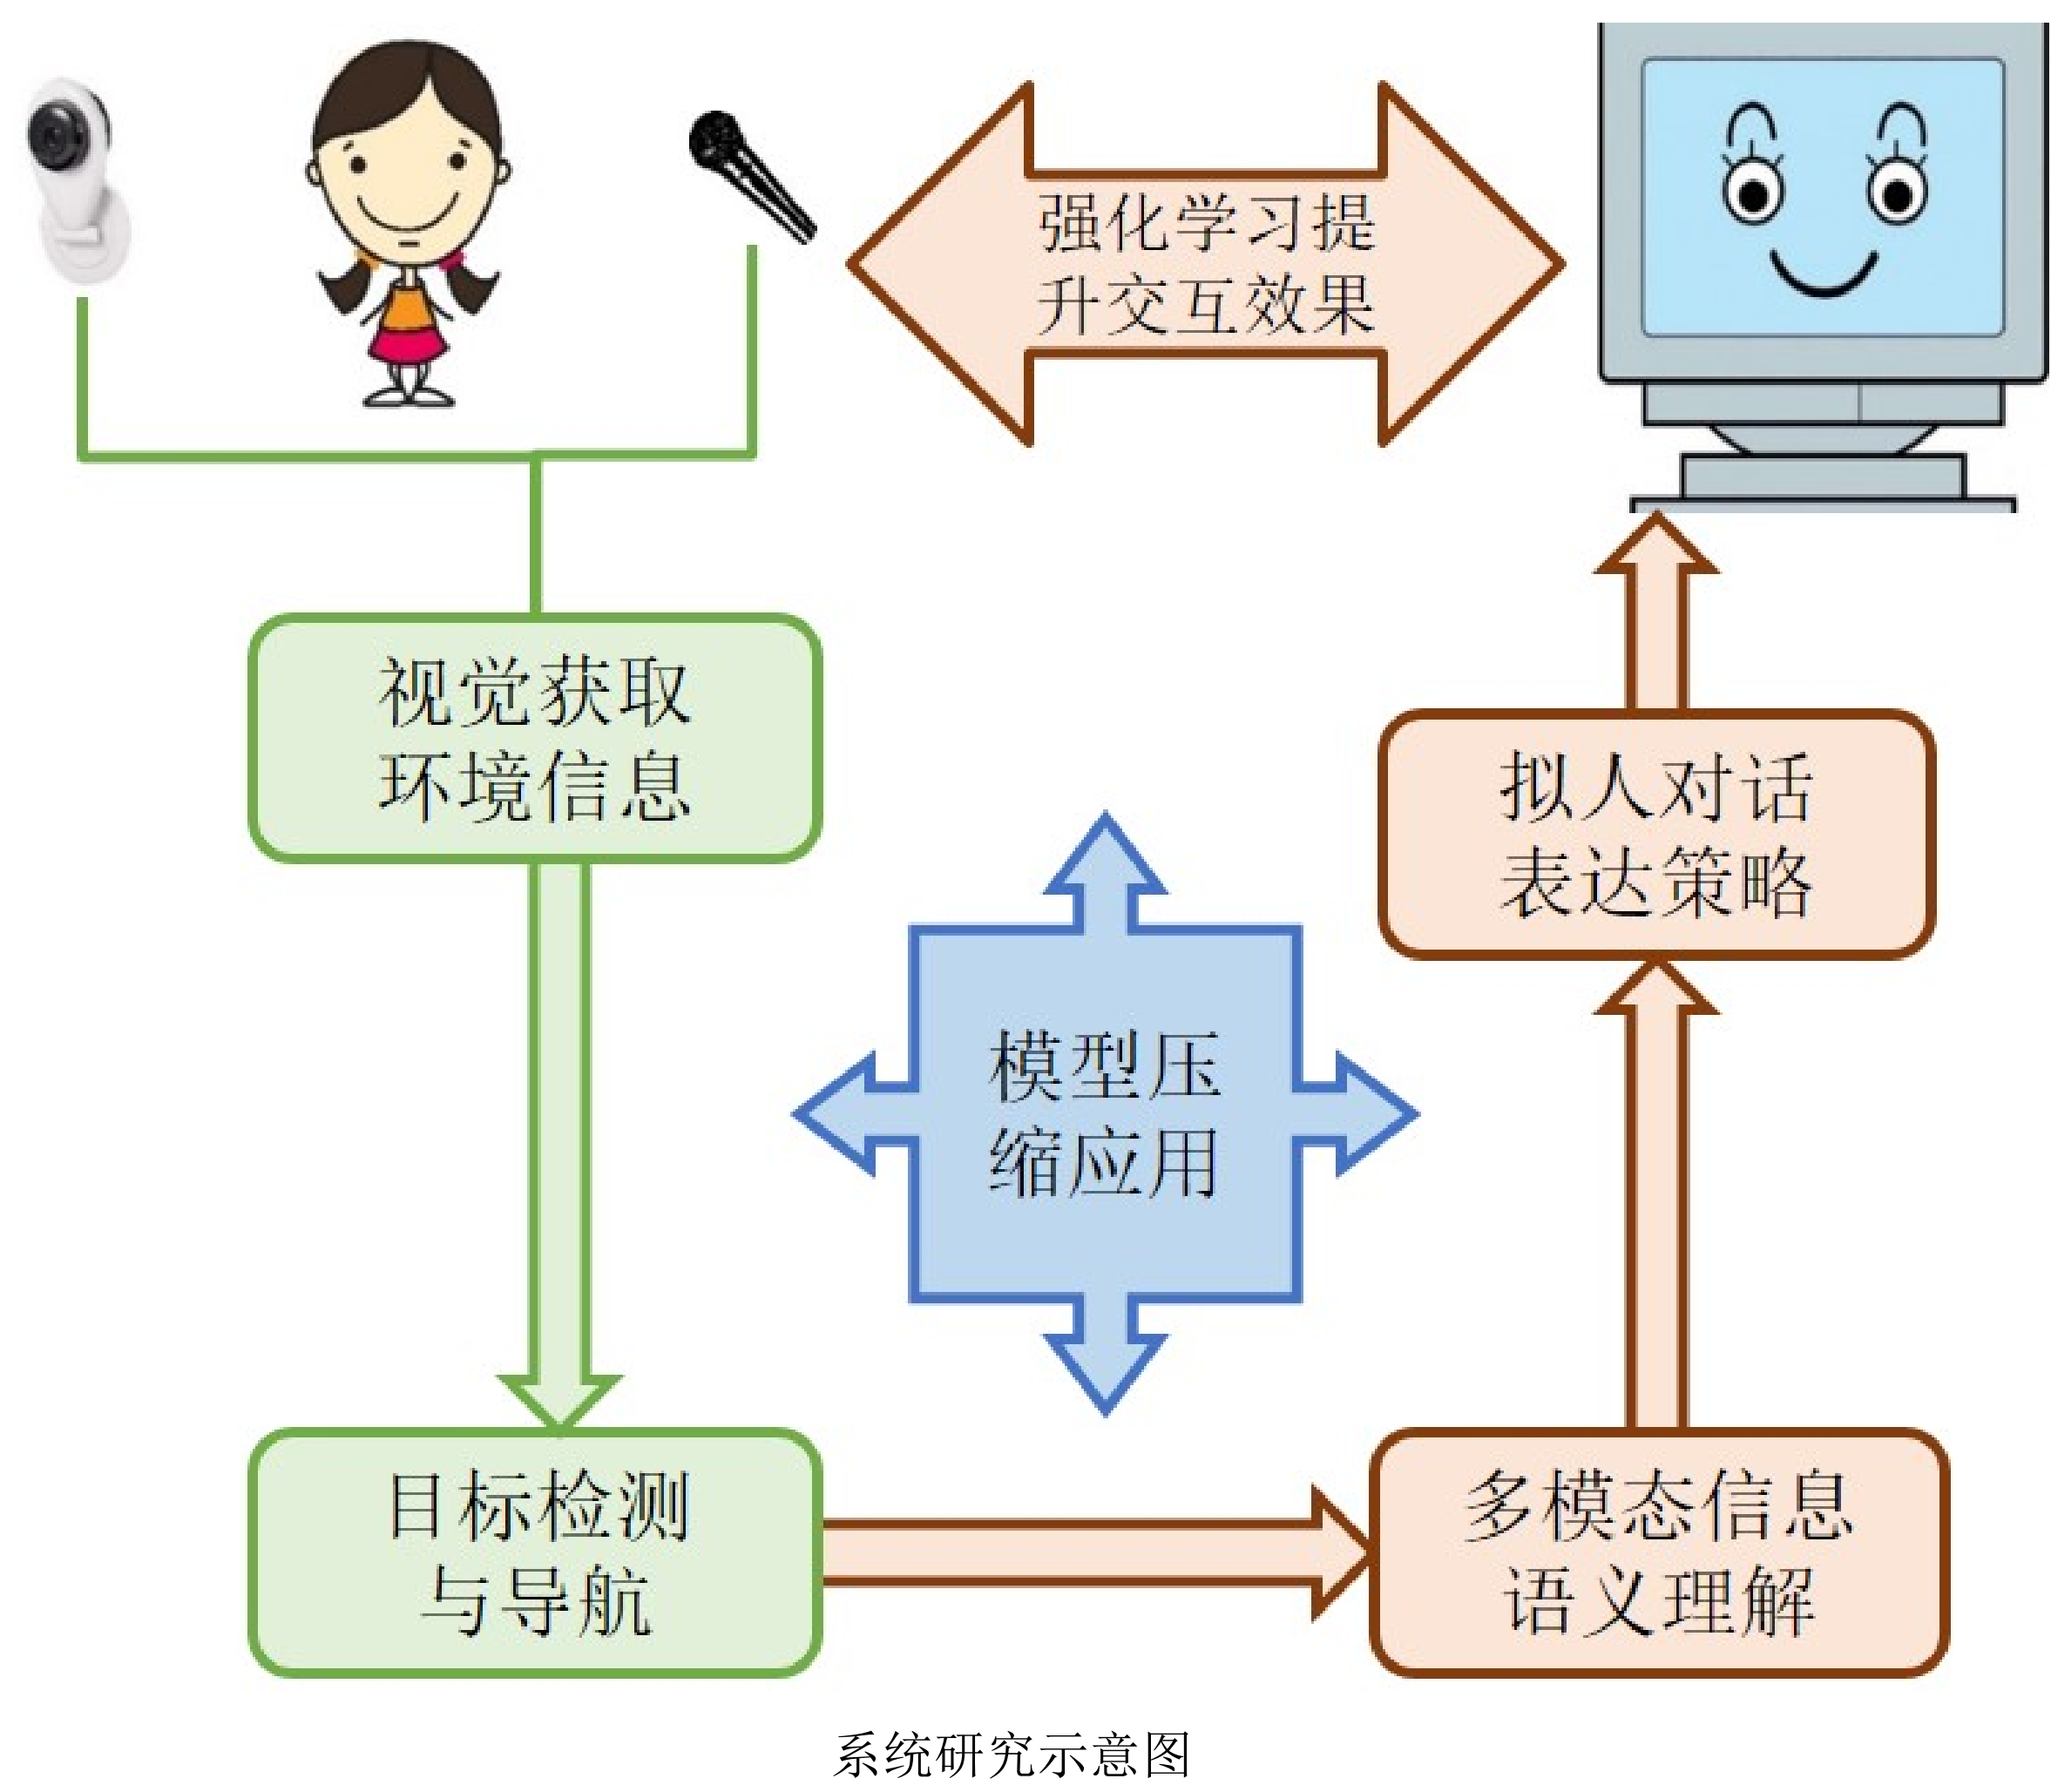 强化学习提
升交互效果
视觉获取
环境信息
拟人对话
表达策略
模型压
缩应用
目标检测
与导航
多模态信息
语义理解
系统研究示意图